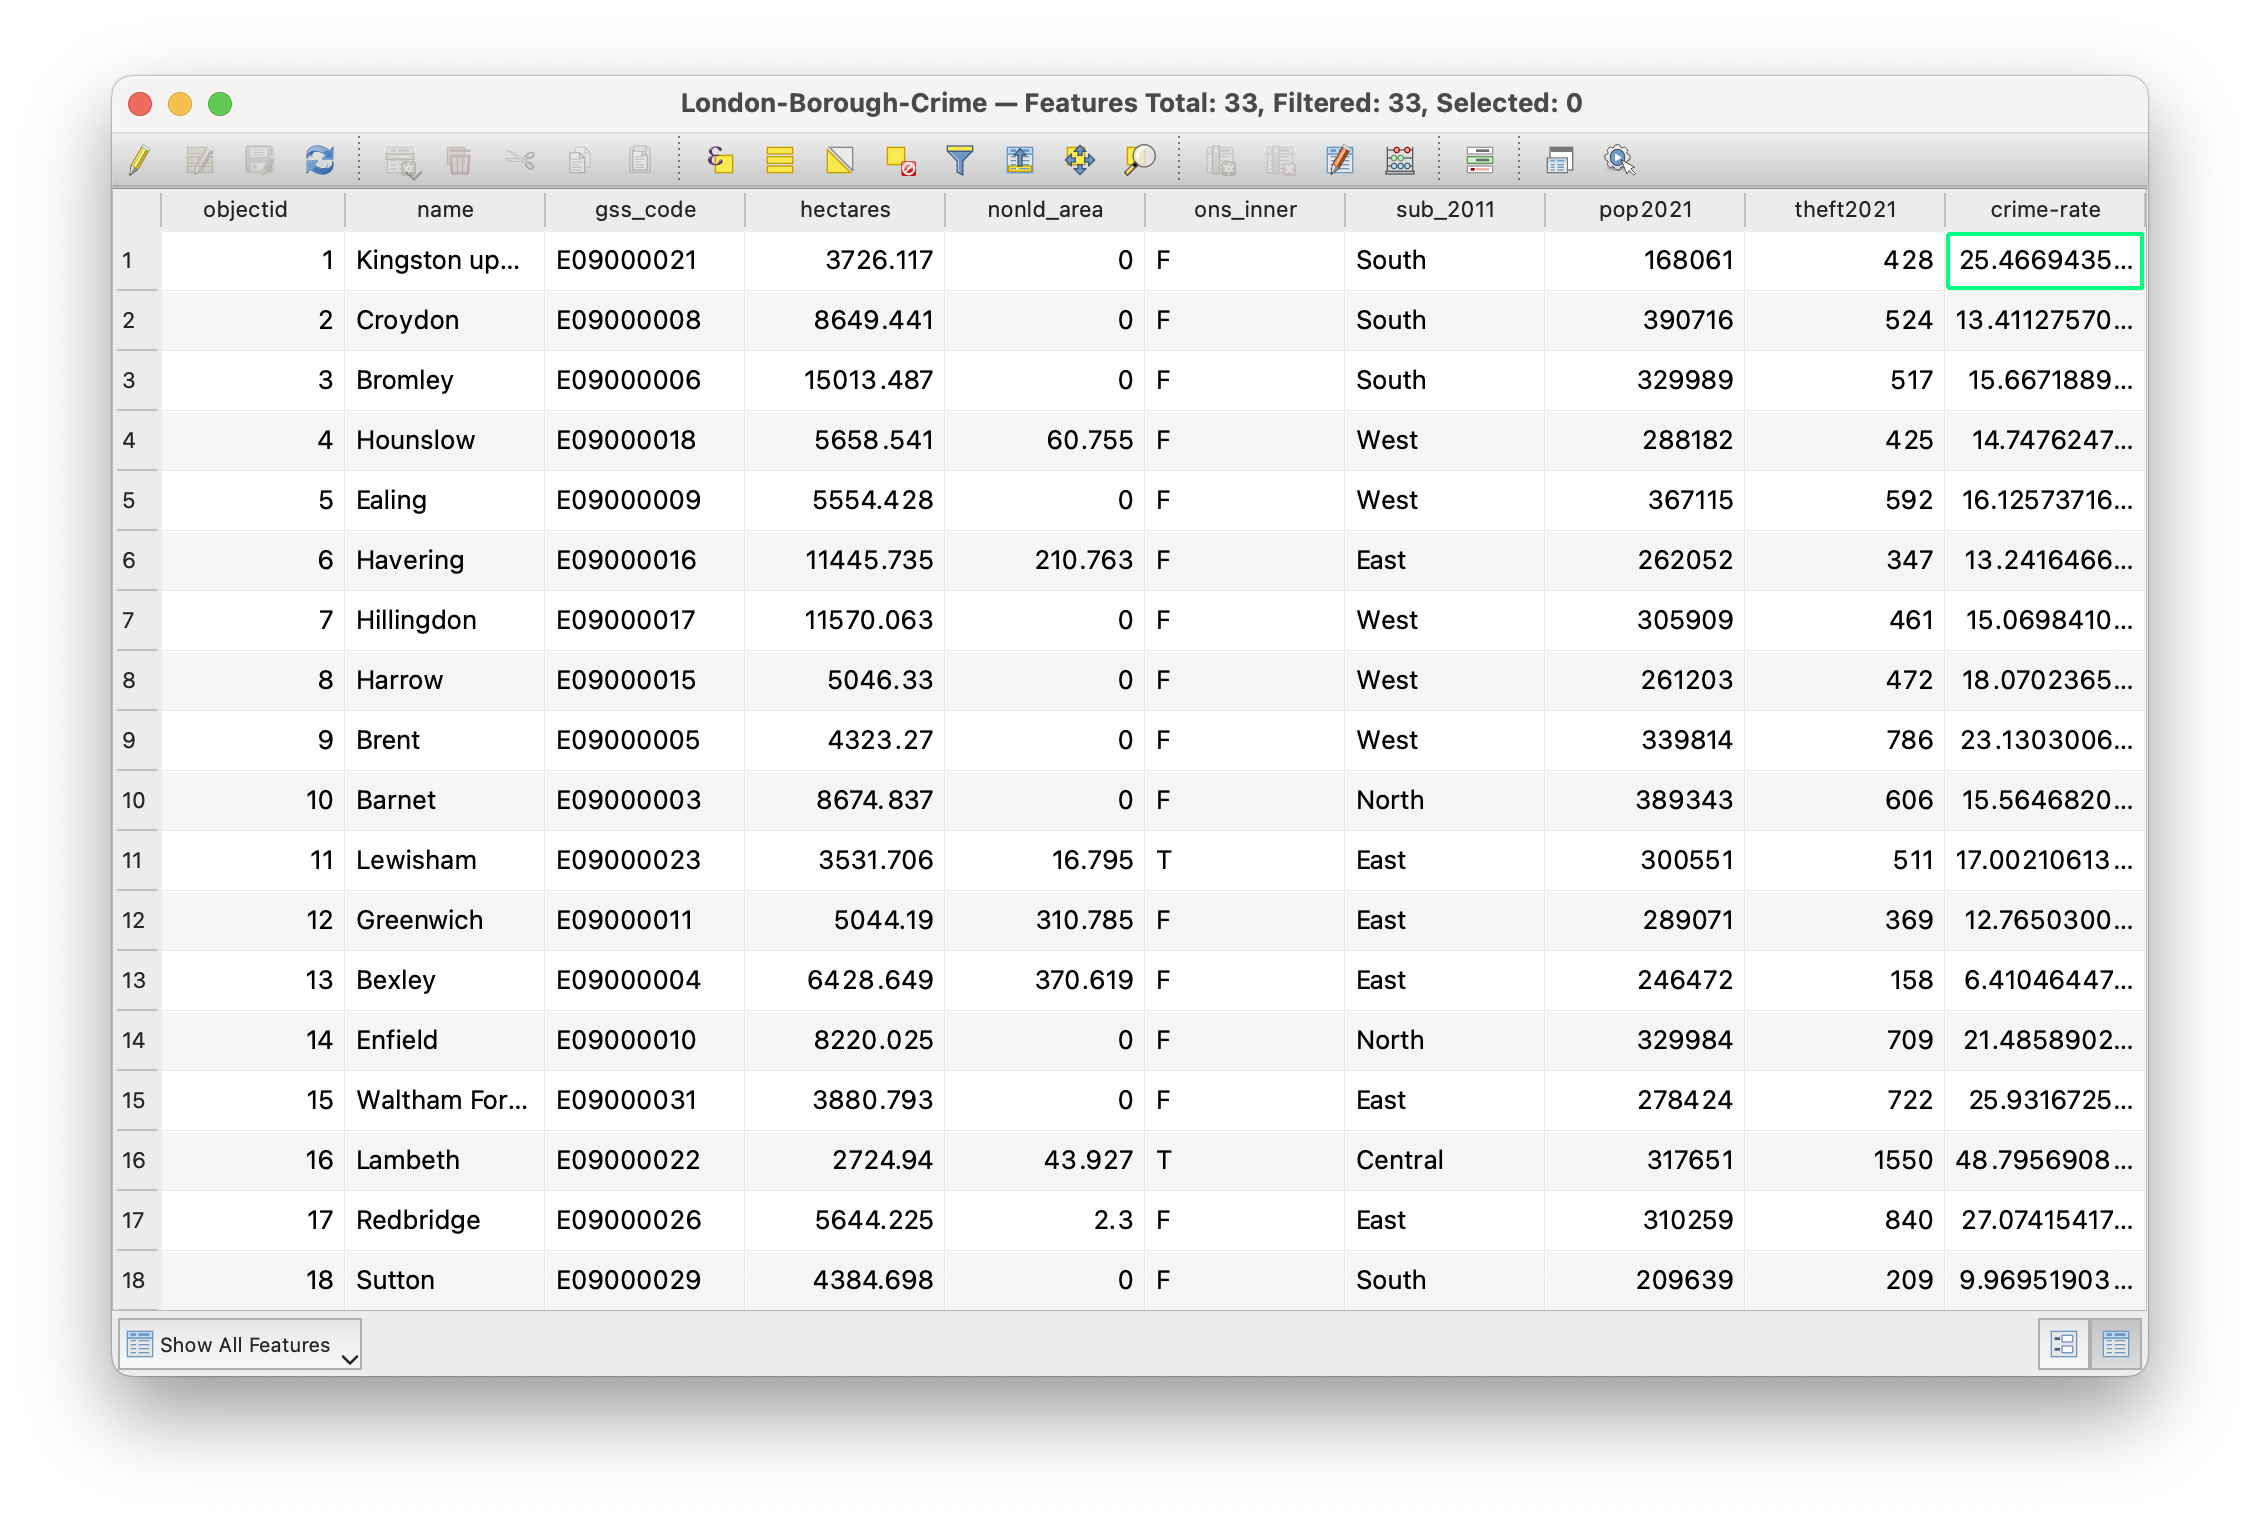 London-Borough-Crime — Features Total: 33, Filtered: 33, Selected: 0
objectid name gss_code hectares nonld_area ons_inner sub_2011 pop2021 theft2021 crime-rate
1 1 Kingston up... E09000021 3726.117 0 F South 168061 428 25.4669435...
2 2 Croydon E09000008 8649.441 0 F South 390716 524 13.41127570...
3 3 Bromley E09000006 15013.487 0 F South 329989 517 15.6671889...
4 4 Hounslow E09000018 5658.541 60.755 F West 288182 425 14.7476247...
5 5 Ealing E09000009 5554.428 0 F West 367115 592 16.12573716...
6 6 Havering E09000016 11445.735 210.763 F East 262052 347 13.2416466...
7 7 Hillingdon E09000017 11570.063 0 F West 305909 461 15.0698410...
8 8 Harrow E09000015 5046.33 0 F West 261203 472 18.0702365...
9 9 Brent E09000005 4323.27 0 F West 339814 786 23.1303006...
10 10 Barnet E09000003 8674.837 0 F North 389343 606 15.5646820...
11 11 Lewisham E09000023 3531.706 16.795 T East 300551 511 17.00210613...
12 12 Greenwich E09000011 5044.19 310.785 F East 289071 369 12.7650300...
13 13 Bexley E09000004 6428.649 370.619 F East 246472 158 6.41046447...
14 14 Enfield E09000010 8220.025 0 F North 329984 709 21.4858902...
15 15 Waltham For... E09000031 3880.793 0 F East 278424 722 25.9316725...
16 16 Lambeth E09000022 2724.94 43.927 T Central 317651 1550 48.7956908...
17 17 Redbridge E09000026 5644.225 2.3 F East 310259 840 27.07415417...
18 18 Sutton E09000029 4384.698 0 F South 209639 209 9.96951903...
Show All Features